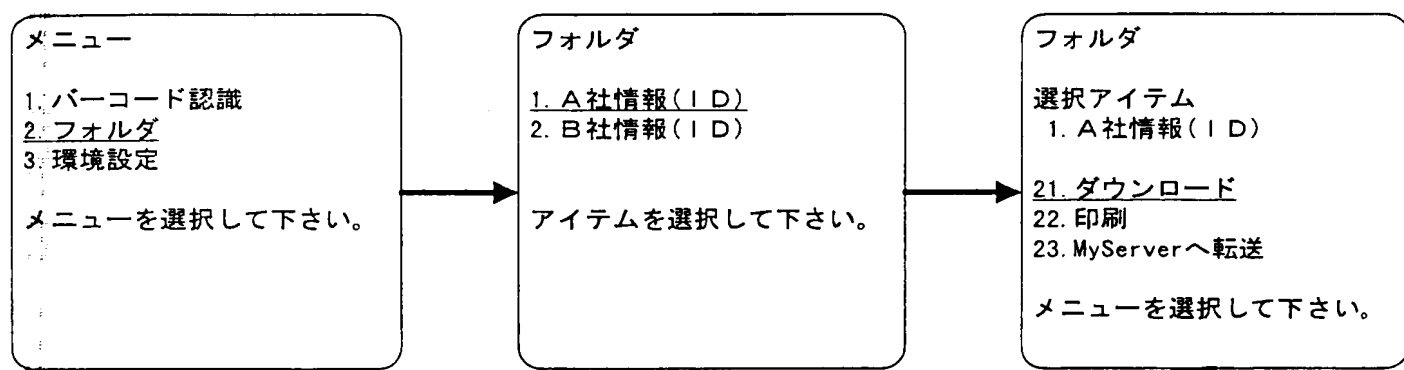 メニュー
1. バーコード認識
2. フォルダ
3. 環境設定
メニューを選択して下さい。
フォルダ
1. A社情報(ID)
2. B社情報(ID)
アイテムを選択して下さい。
フォルダ
選択アイテム
1. A社情報(ID)
21. ダウンロード
22. 印刷
23. MyServerへ転送
メニューを選択して下さい。